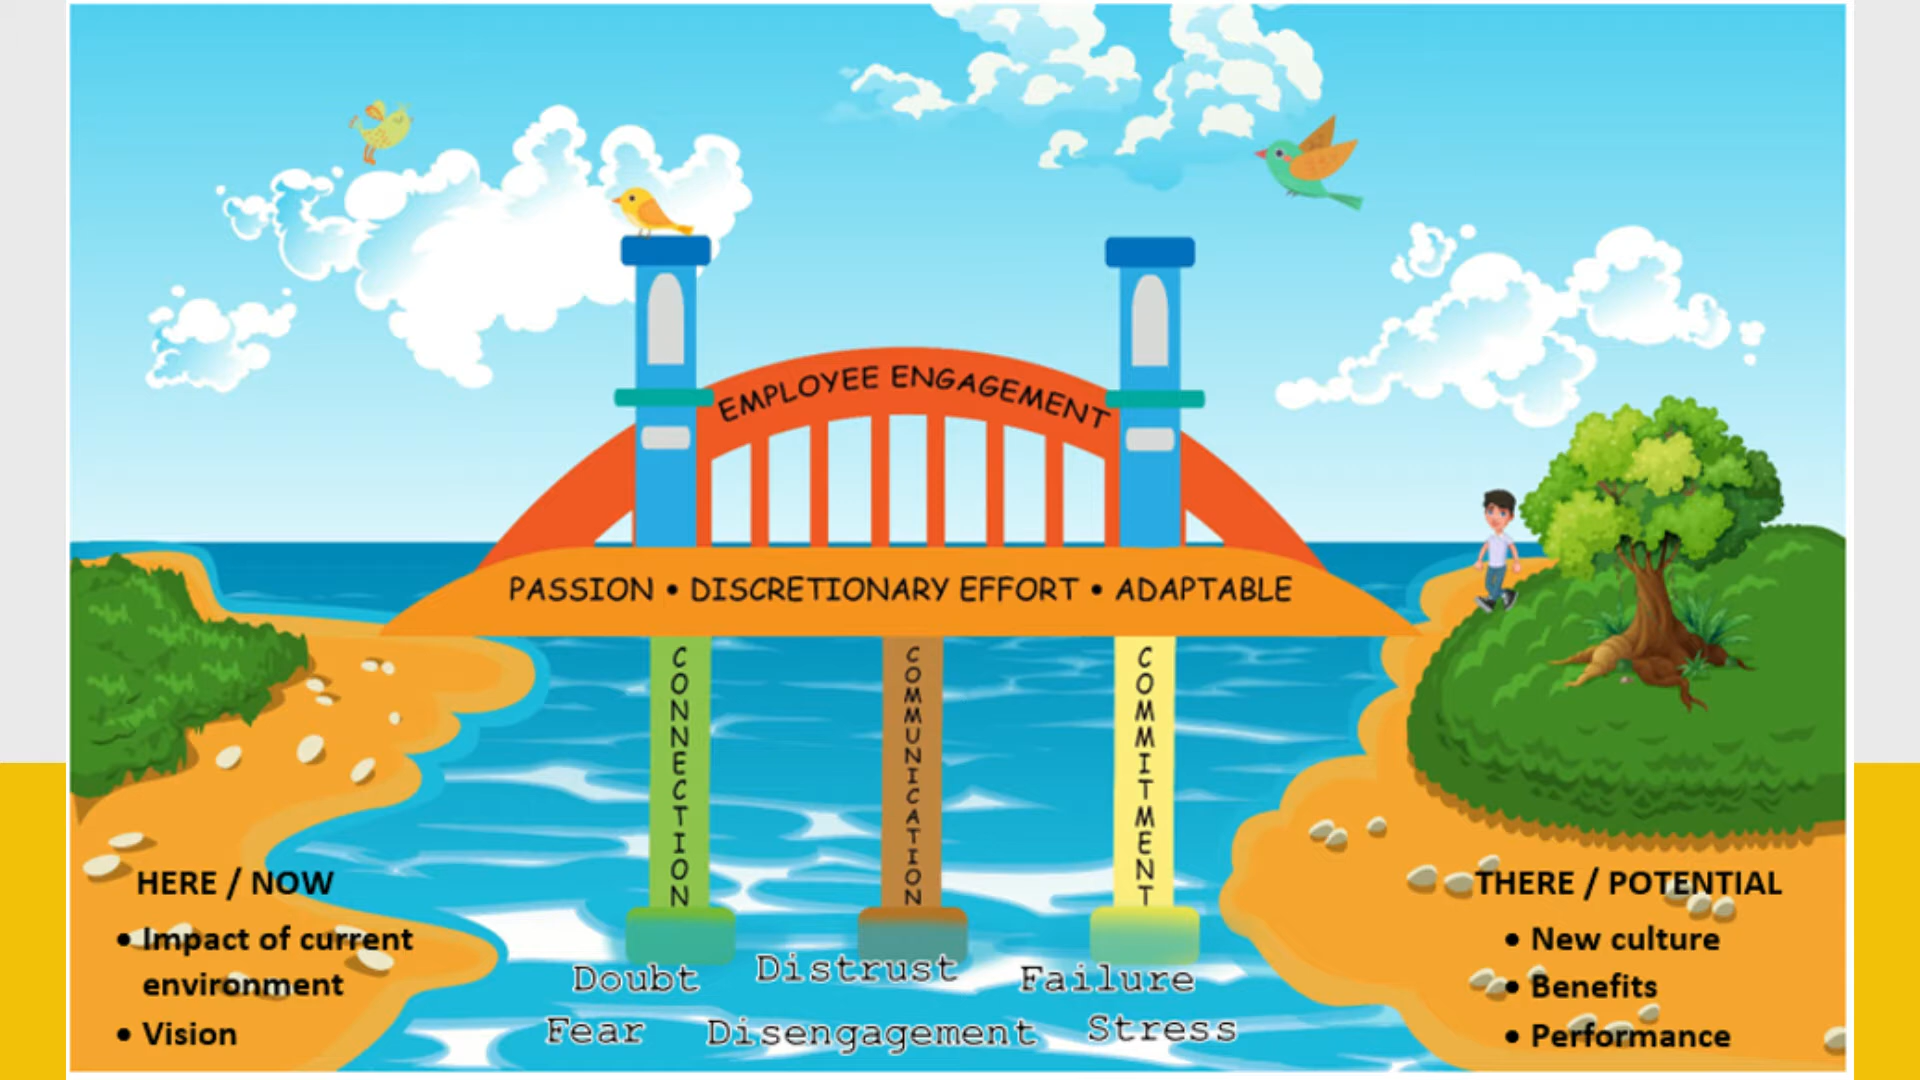 EMPLOYEE ENGAGEMENT
PASSION • DISCRETIONARY EFFORT • ADAPTABLE
CONNECTION
COMMUNICATION
COMMITMENT
HERE / NOW
• Impact of current
environment
• Vision
Doubt Distrust Failure
Fear Disengagement Stress
THERE / POTENTIAL
• New culture
• Benefits
• Performance